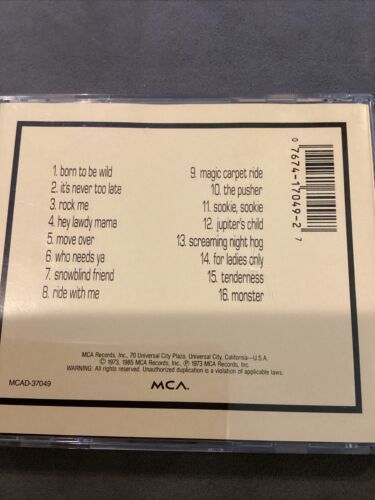 1. born to be wild
2. it's never too late
3. rock me
4. hey lawdy mama
5. move over
6. who needs ya
7. snowblind friend
8. ride with me
9. magic carpet ride
10. the pusher
11. sookie, sookie
12. jupiter's child
13. screaming night hog
14. for ladies only
15. tenderness
16. monster
0 7674-17049-2 7
MCA Records, Inc., 70 Universal City Plaza, Universal City, California—U.S.A.
© 1973, 1985 MCA Records, Inc., ℗ 1973 MCA Records, Inc.
WARNING: All rights reserved. Unauthorized duplication is a violation of applicable laws.
MCAD-37049
MCA.